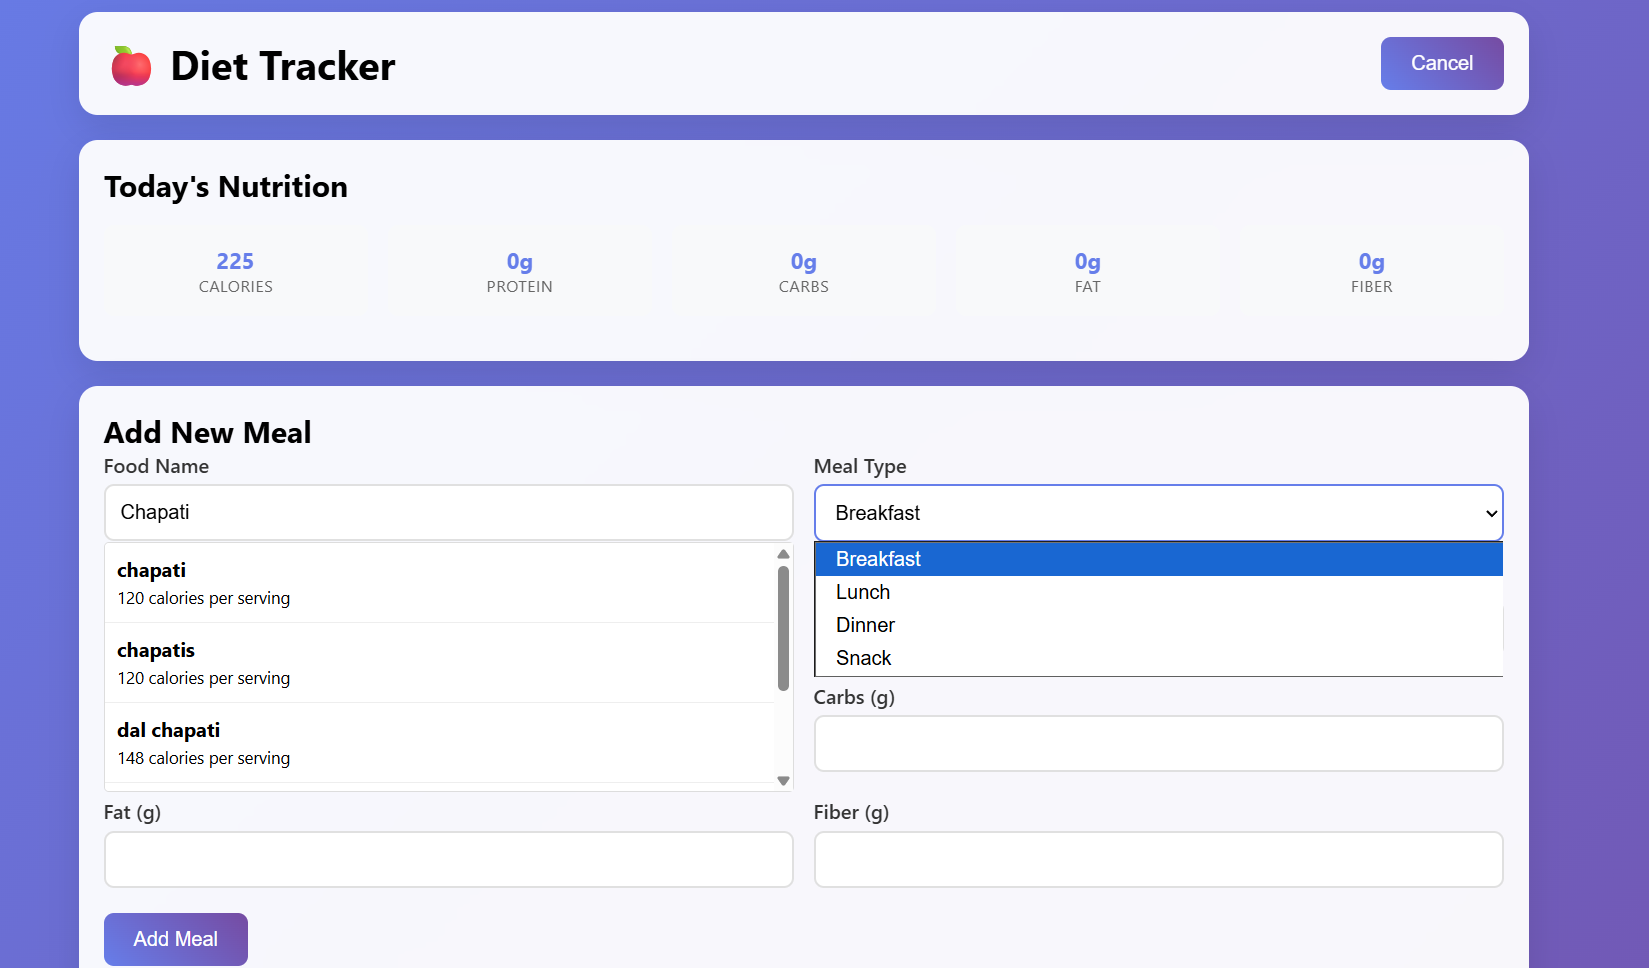 Diet Tracker
Cancel
Today's Nutrition
225
CALORIES
0g
PROTEIN
0g
CARBS
0g
FAT
0g
FIBER
Add New Meal
Food Name
Chapati
chapati
120 calories per serving
chapatis
120 calories per serving
dal chapati
148 calories per serving
Meal Type
Breakfast
Breakfast
Lunch
Dinner
Snack
Carbs (g)
Fat (g)
Fiber (g)
Add Meal